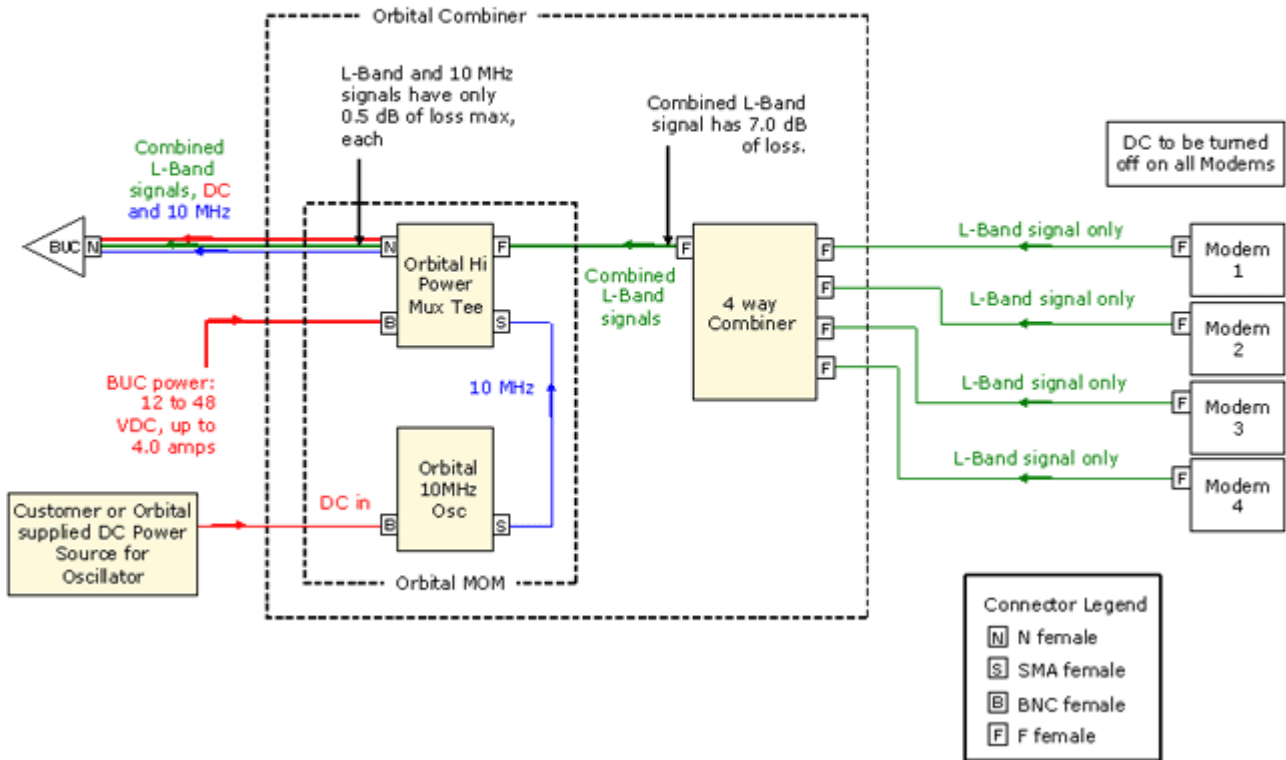 Orbital Combiner
L-Band and 10 MHz
signals have only
0.5 dB of loss max,
each
Combined L-Band
signal has 7.0 dB
of loss.
DC to be turned
off on all Modems
Combined
L-Band
signals, DC
and 10 MHz
BUC
N
N
Orbital Hi
Power
Mux Tee
F
B
S
Combined
L-Band
signals
F
4 way
Combiner
F
F
F
F
L-Band signal only
F
Modem
1
L-Band signal only
F
Modem
2
L-Band signal only
F
Modem
3
L-Band signal only
F
Modem
4
BUC power:
12 to 48
VDC, up to
4.0 amps
10 MHz
Orbital
10MHz
Osc
B
S
DC in
Customer or Orbital
supplied DC Power
Source for
Oscillator
Orbital MOM
Connector Legend
N N female
S SMA female
B BNC female
F F female